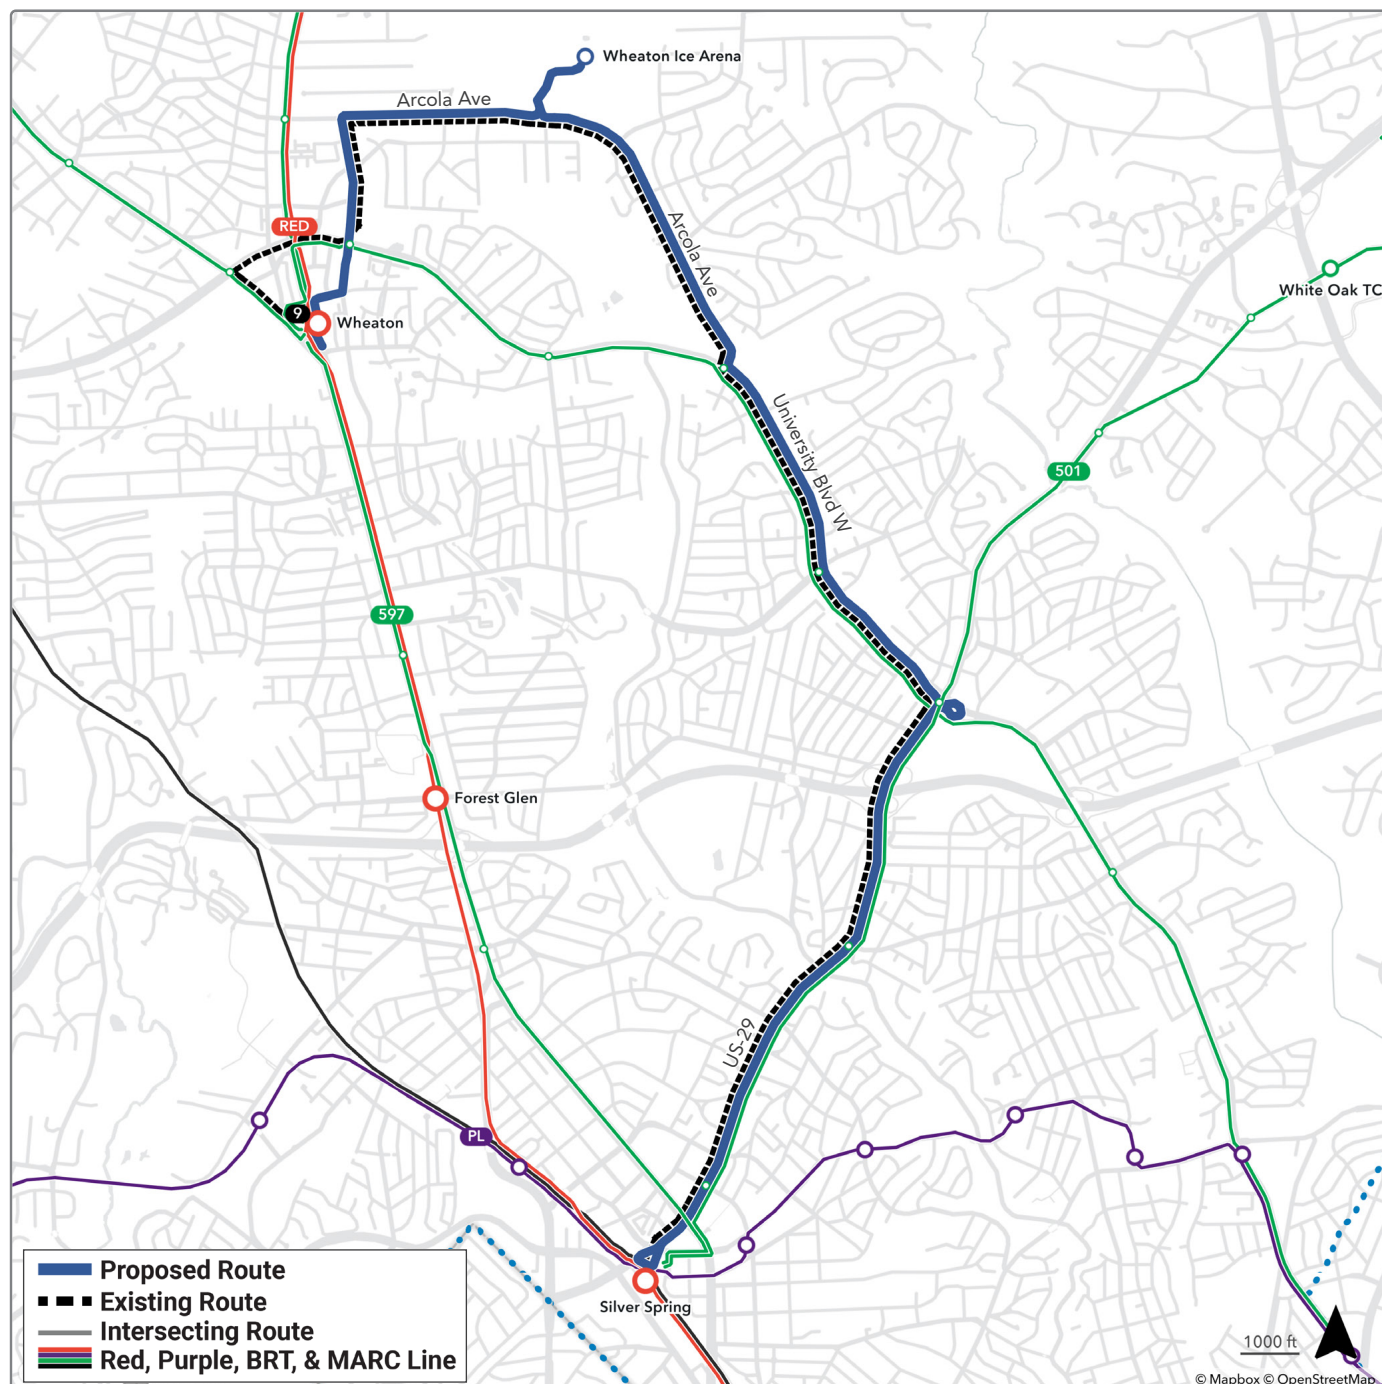 Wheaton Ice Arena
Arcola Ave
RED
Arcola Ave
White Oak TC
9
Wheaton
University Blvd W
501
597
Forest Glen
US-29
PL
Silver Spring
Proposed Route
Existing Route
Intersecting Route
Red, Purple, BRT, & MARC Line
1000 ft
© Mapbox © OpenStreetMap